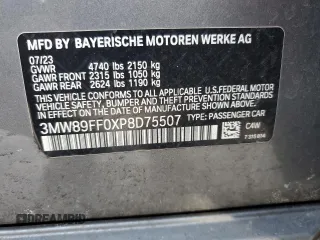 MFD BY BAYERISCHE MOTOREN WERKE AG
07/23
GVWR 4740 lbs 2150 kg
GAWR FRONT 2315 lbs 1050 kg
GAWR REAR 2624 lbs 1190 kg
THIS VEHICLE CONFORMS TO ALL APPLICABLE
FEDERAL MOTOR VEHICLE SAFETY, BUMPER, AND
THEFT PREVENTION STANDARDS IN EFFECT ON THE
DATE OF MANUFACTURE SHOWN ABOVE.
3MW89FF0XP8D75507 TYPE: PASSENGER CAR
C4W
DREAMBID